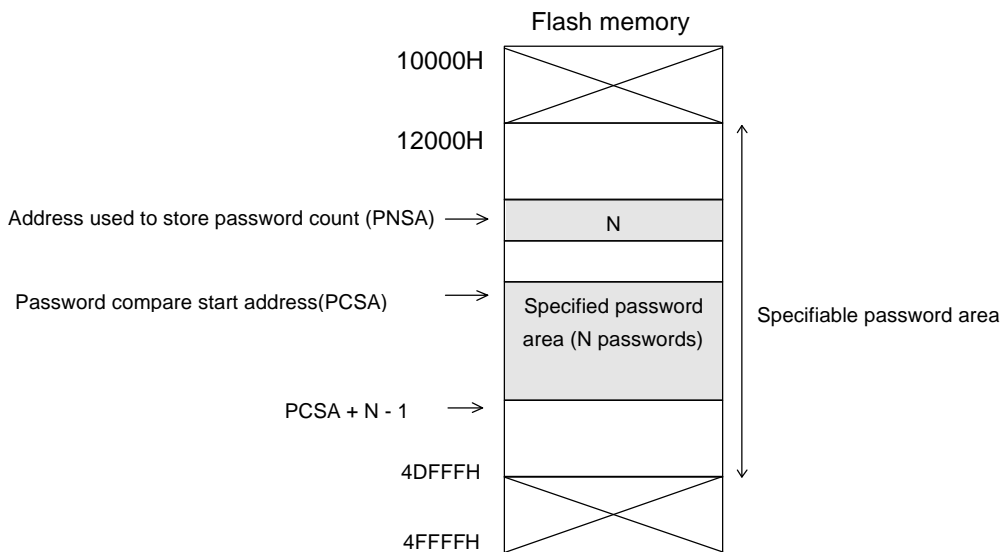 Flash memory
10000H
12000H
Address used to store password count (PNSA)
N
Password compare start address(PCSA)
Specified password
area (N passwords)
Specifiable password area
PCSA + N - 1
4DFFFH
4FFFFH